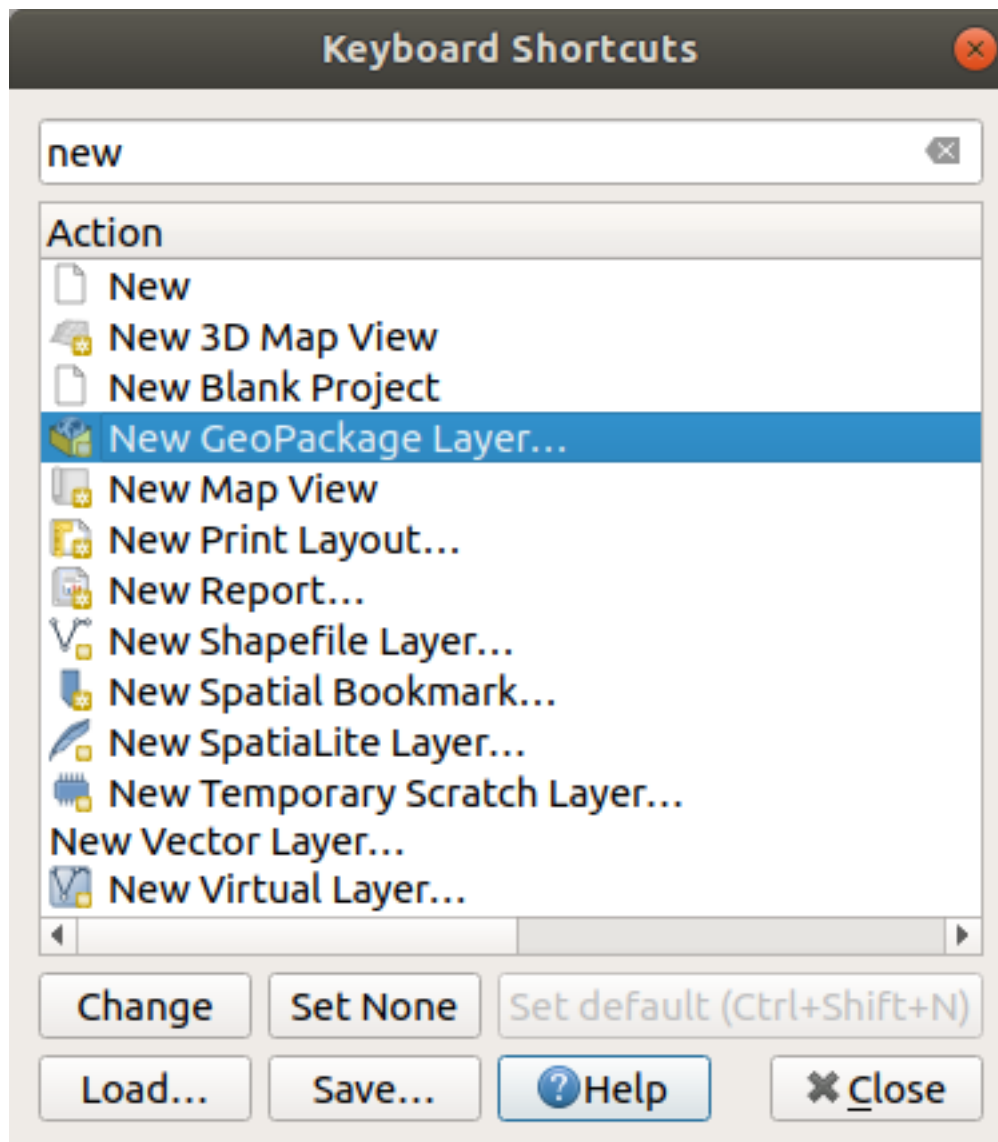 Keyboard Shortcuts
new
Action
New
New 3D Map View
New Blank Project
New GeoPackage Layer…
New Map View
New Print Layout…
New Report…
New Shapefile Layer…
New Spatial Bookmark…
New SpatiaLite Layer…
New Temporary Scratch Layer…
New Vector Layer…
New Virtual Layer…
Change Set None Set default (Ctrl+Shift+N)
Load… Save… Help Close